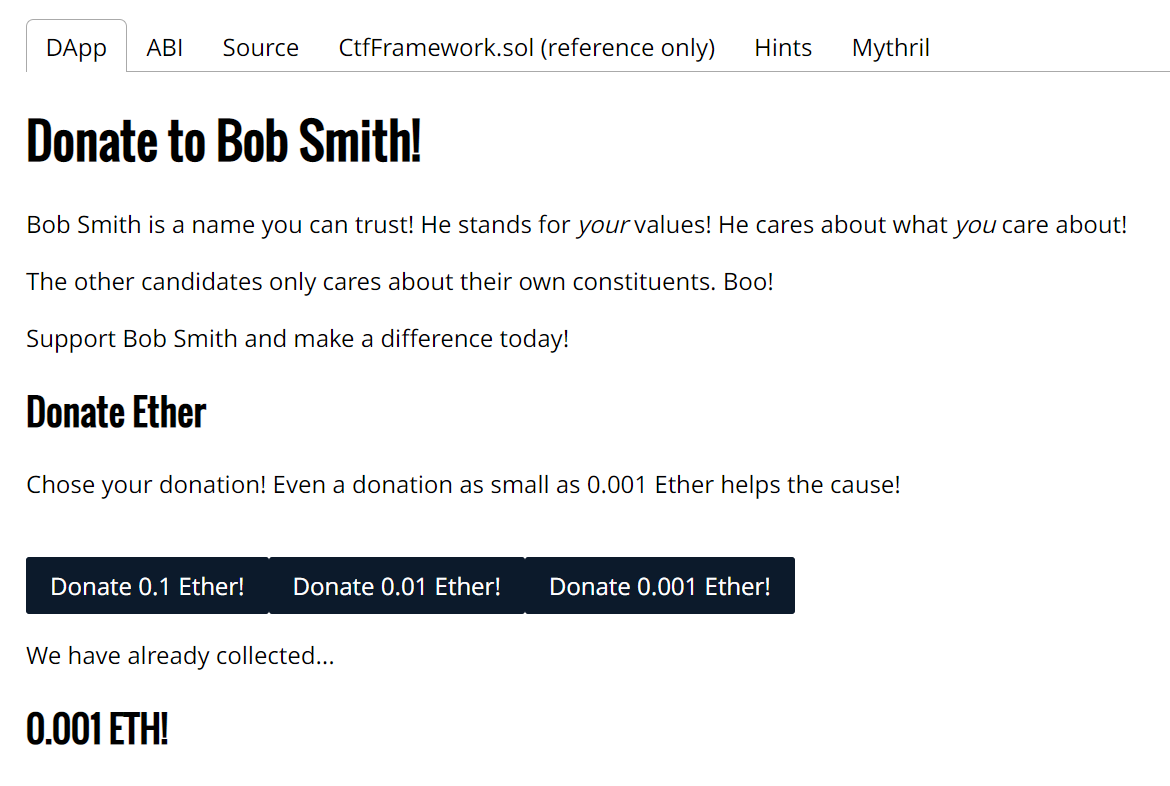 DApp ABI Source CtfFramework.sol (reference only) Hints Mythril
Donate to Bob Smith!
Bob Smith is a name you can trust! He stands for your values! He cares about what you care about!
The other candidates only cares about their own constituents. Boo!
Support Bob Smith and make a difference today!
Donate Ether
Chose your donation! Even a donation as small as 0.001 Ether helps the cause!
Donate 0.1 Ether! Donate 0.01 Ether! Donate 0.001 Ether!
We have already collected...
0.001 ETH!